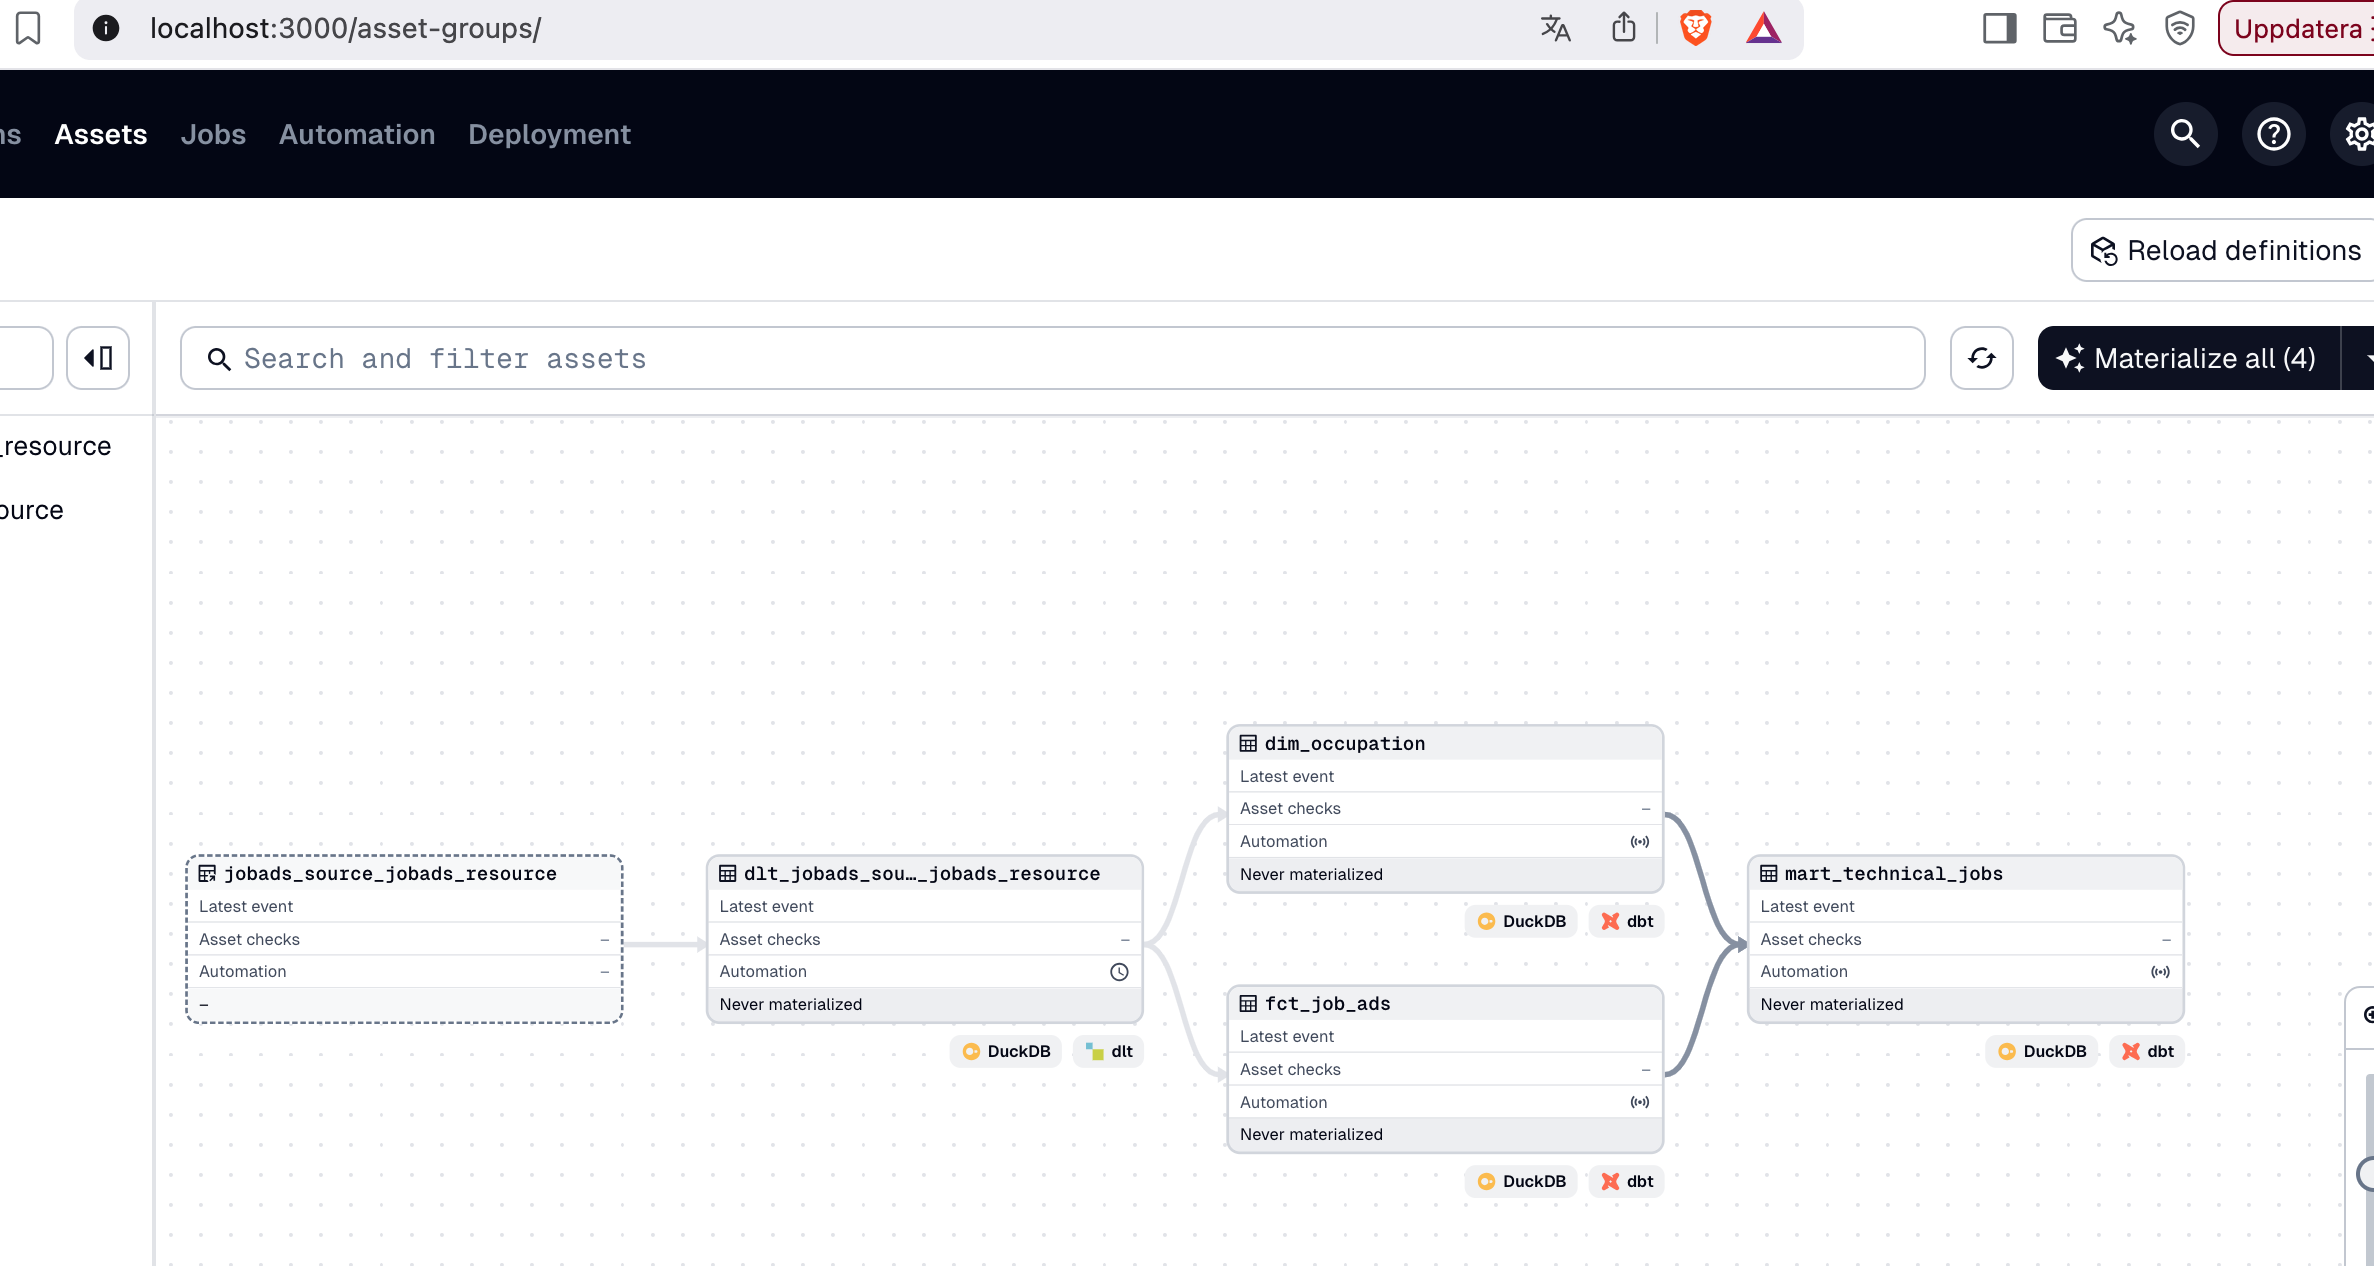 localhost:3000/asset-groups/
Uppdatera
ns Assets Jobs Automation Deployment
Reload definitions
Search and filter assets
Materialize all (4)
_resource
ource
dim_occupation
Latest event
Asset checks –
Automation
Never materialized
DuckDB dbt
jobads_source_jobads_resource
Latest event
Asset checks –
Automation –
–
dlt_jobads_sou…_jobads_resource
Latest event
Asset checks –
Automation
Never materialized
DuckDB dlt
fct_job_ads
Latest event
Asset checks –
Automation
Never materialized
DuckDB dbt
mart_technical_jobs
Latest event
Asset checks –
Automation
Never materialized
DuckDB dbt